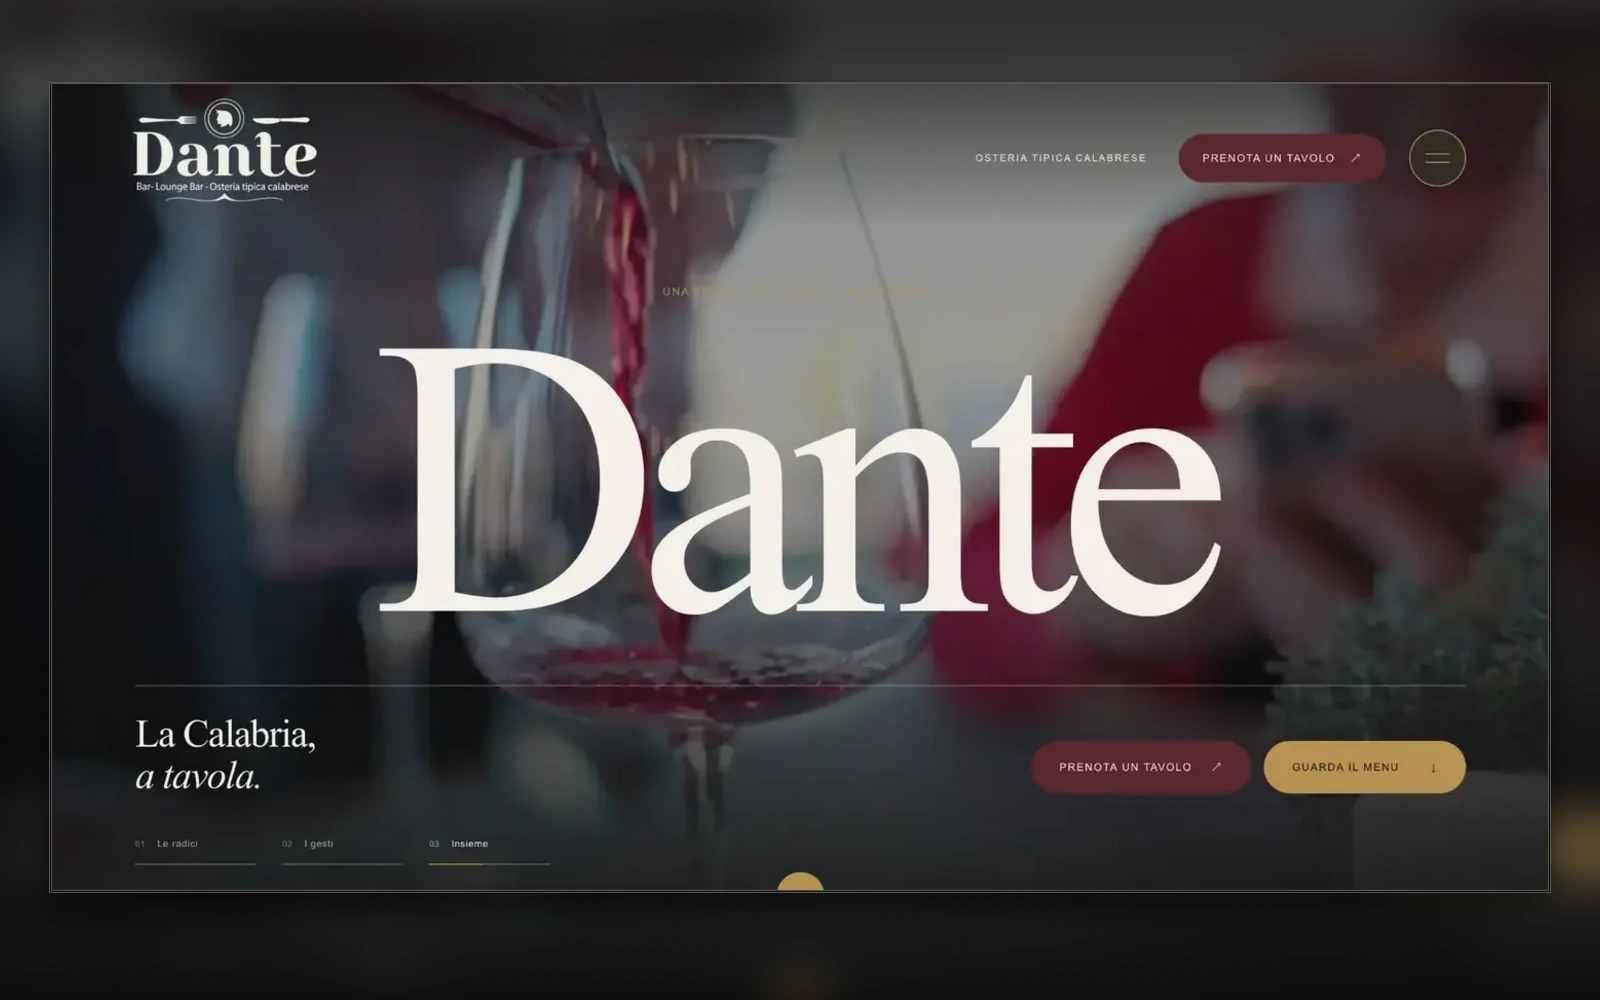 Dante
Bar-Lounge Bar-Osteria tipica calabrese
OSTERIA TIPICA CALABRESE
PRENOTA UN TAVOLO ↗
UNA
Dante
La Calabria,
a tavola.
PRENOTA UN TAVOLO ↗
GUARDA IL MENU ↓
01 Le radici
02 I gesti
03 Insieme